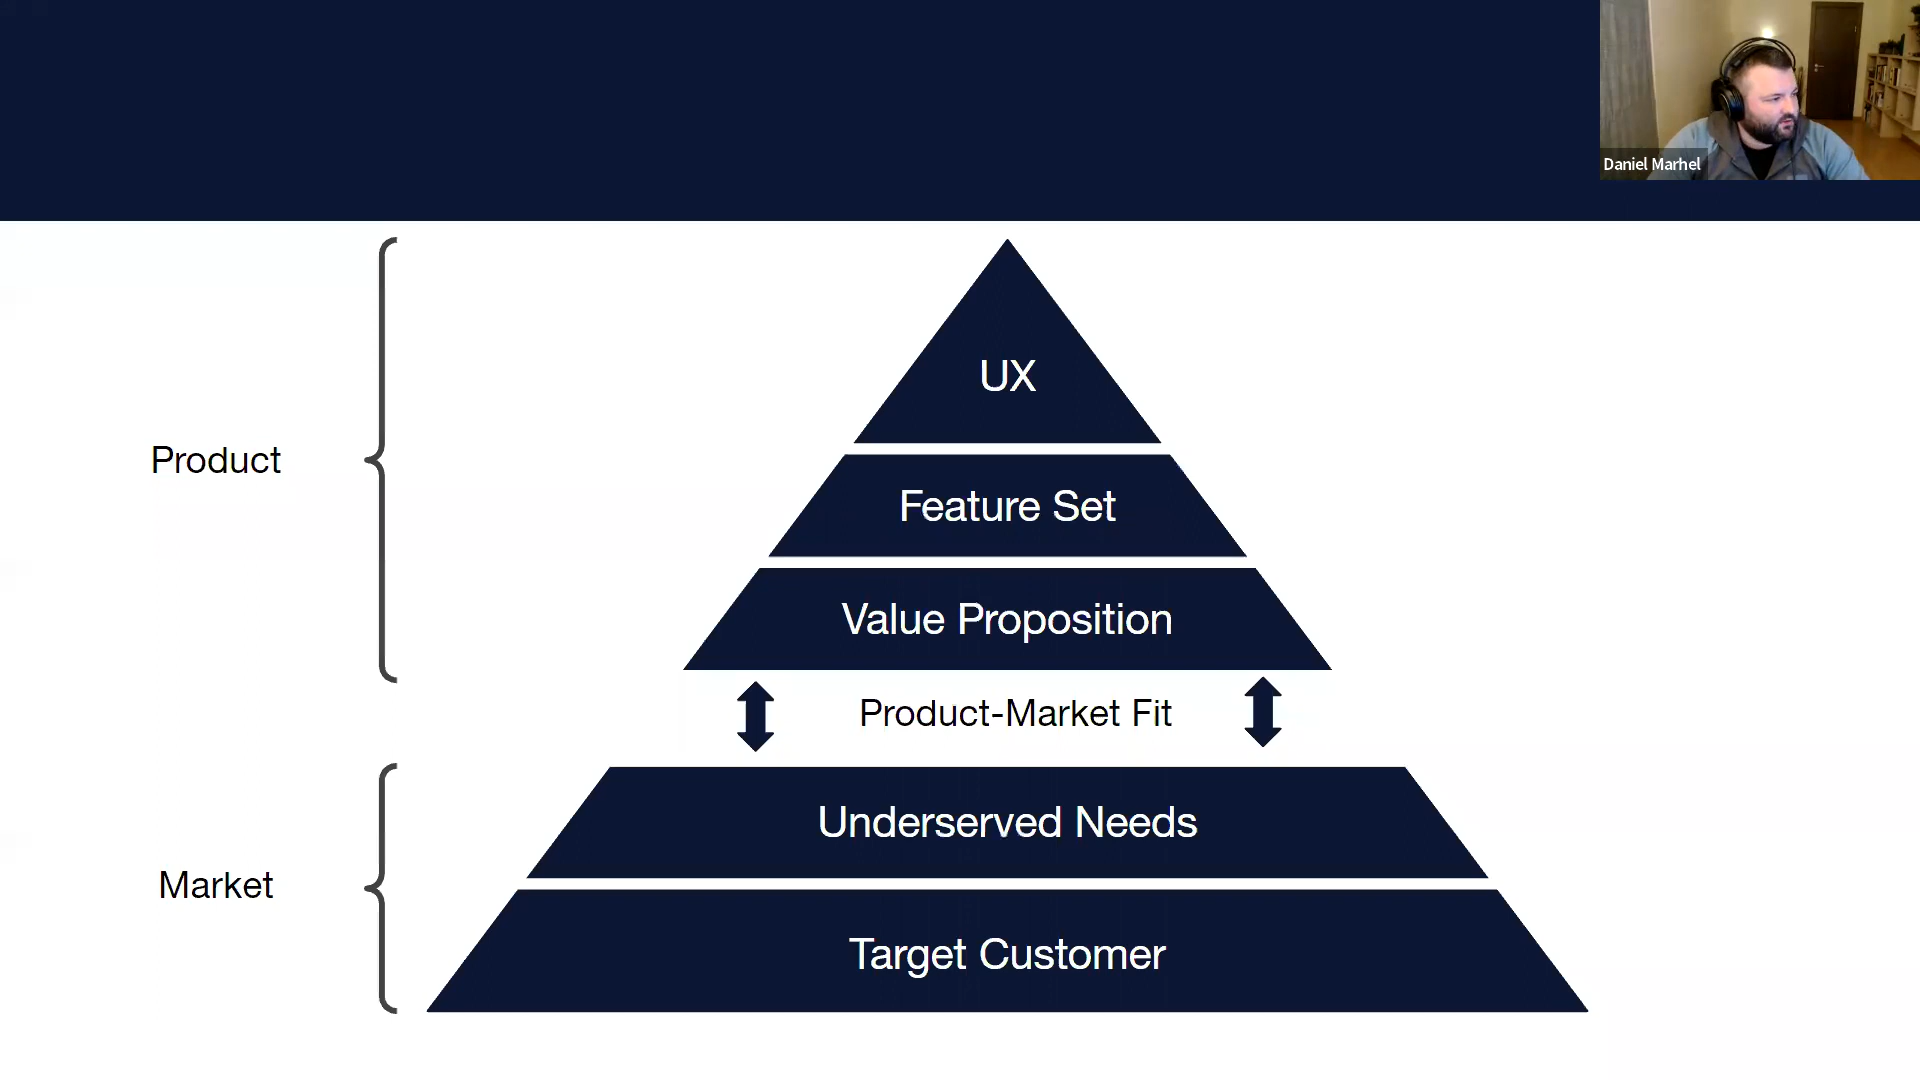 Daniel Marhel
UX
Feature Set
Product
Value Proposition
Product-Market Fit
Underserved Needs
Market
Target Customer